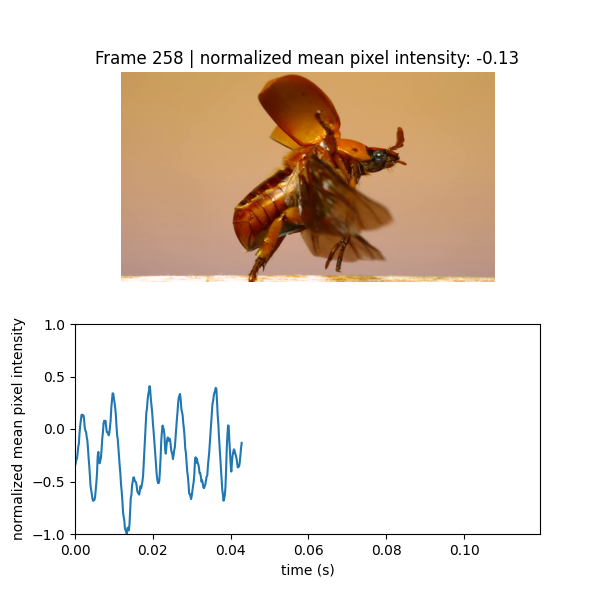 Frame 258 | normalized mean pixel intensity: -0.13
1.0
0.5
0.0
−0.5
−1.0
normalized mean pixel intensity
0.00 0.02 0.04 0.06 0.08 0.10
time (s)